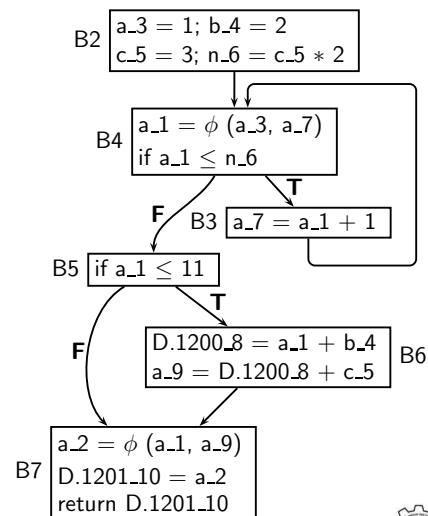 B2
a_3 = 1; b_4 = 2
c_5 = 3; n_6 = c_5 * 2
B4
a_1 = ϕ (a_3, a_7)
if a_1 ≤ n_6
F
T
B3
a_7 = a_1 + 1
B5
if a_1 ≤ 11
F
T
D.1200_8 = a_1 + b_4
a_9 = D.1200_8 + c_5
B6
B7
a_2 = ϕ (a_1, a_9)
D.1201_10 = a_2
return D.1201_10